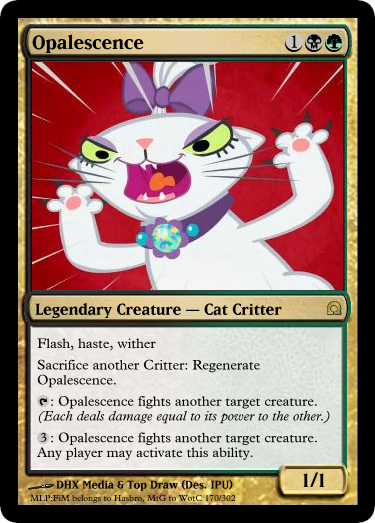 Opalescence 1
Legendary Creature — Cat Critter
Flash, haste, wither
Sacrifice another Critter: Regenerate
Opalescence.
: Opalescence fights another target creature.
(Each deals damage equal to its power to the other.)
3: Opalescence fights another target creature.
Any player may activate this ability.
1/1
DHX Media & Top Draw (Des. IPU)
MLP:FiM belongs to Hasbro, MtG to WotC 170/302